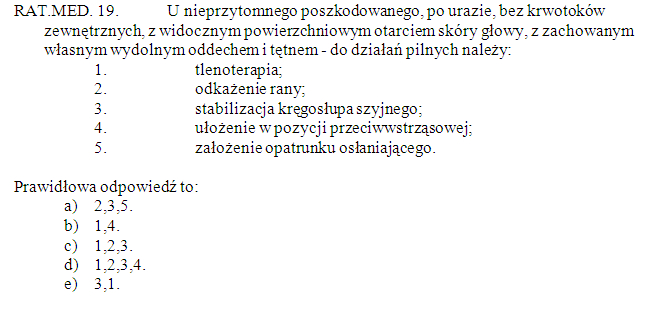 RAT.MED. 19. U nieprzytomnego poszkodowanego, po urazie, bez krwotoków
zewnętrznych, z widocznym powierzchniowym otarciem skóry głowy, z zachowanym
własnym wydolnym oddechem i tętnem - do działań pilnych należy:
1. tlenoterapia;
2. odkażenie rany;
3. stabilizacja kręgosłupa szyjnego;
4. ułożenie w pozycji przeciwwstrząsowej;
5. założenie opatrunku osłaniającego.
Prawidłowa odpowiedź to:
a) 2,3,5.
b) 1,4.
c) 1,2,3.
d) 1,2,3,4.
e) 3,1.